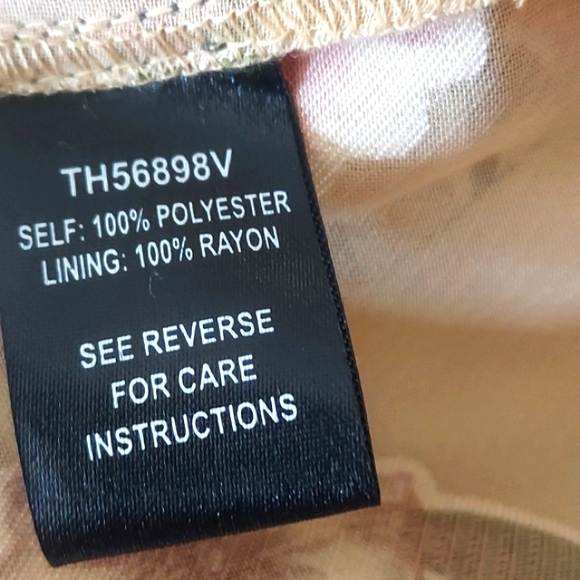 TH56898V
SELF: 100% POLYESTER
LINING: 100% RAYON
SEE REVERSE
FOR CARE
INSTRUCTIONS